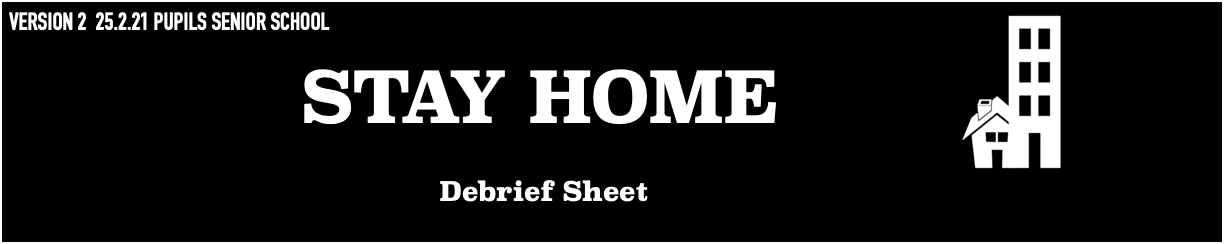 VERSION 2  25.2.21 PUPILS SENIOR SCHOOL
STAY HOME
Debrief Sheet